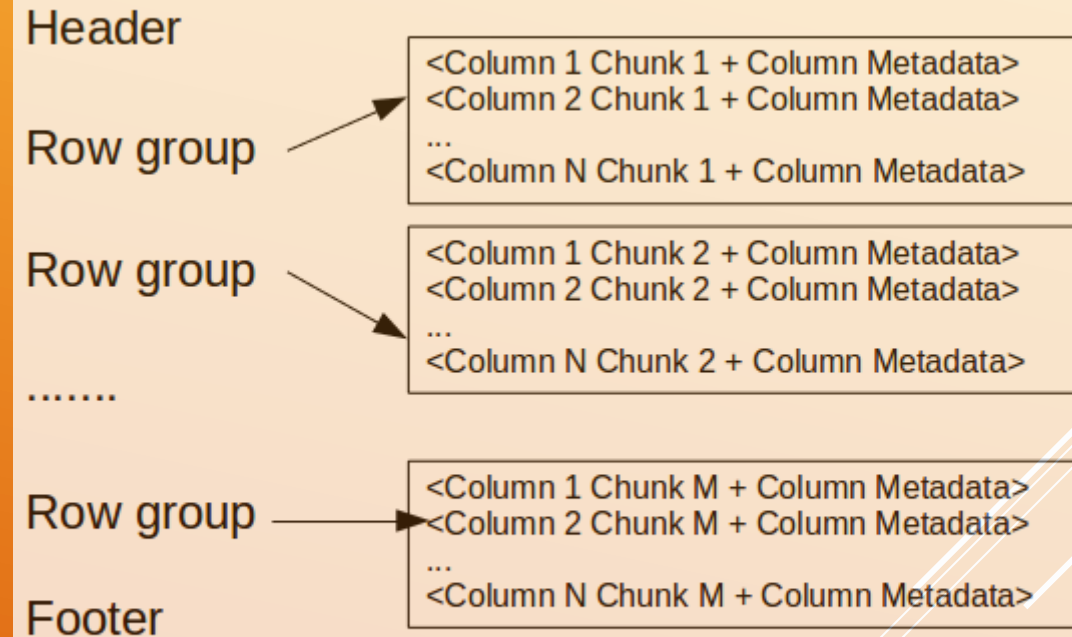 Header
Row group
<Column 1 Chunk 1 + Column Metadata>
<Column 2 Chunk 1 + Column Metadata>
...
<Column N Chunk 1 + Column Metadata>
Row group
<Column 1 Chunk 2 + Column Metadata>
<Column 2 Chunk 2 + Column Metadata>
...
<Column N Chunk 2 + Column Metadata>
.......
Row group
<Column 1 Chunk M + Column Metadata>
<Column 2 Chunk M + Column Metadata>
...
<Column N Chunk M + Column Metadata>
Footer